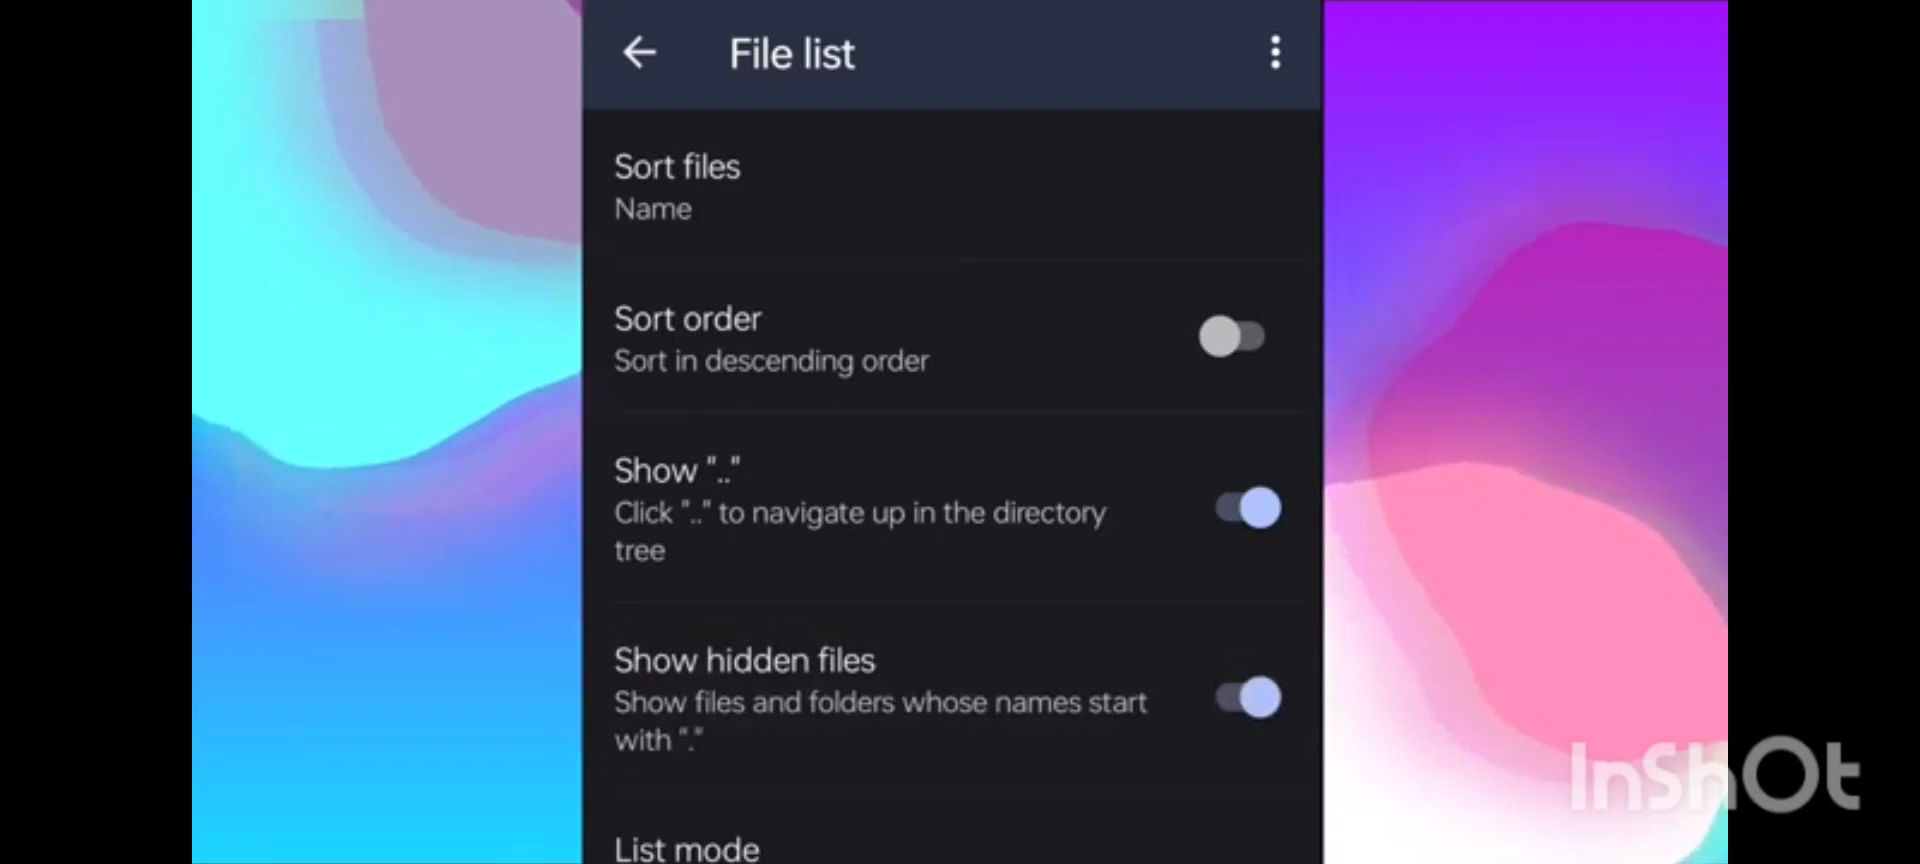 File list
Sort files
Name
Sort order
Sort in descending order
Show ".."
Click ".." to navigate up in the directory
tree
Show hidden files
Show files and folders whose names start
with "."
List mode
InShOt